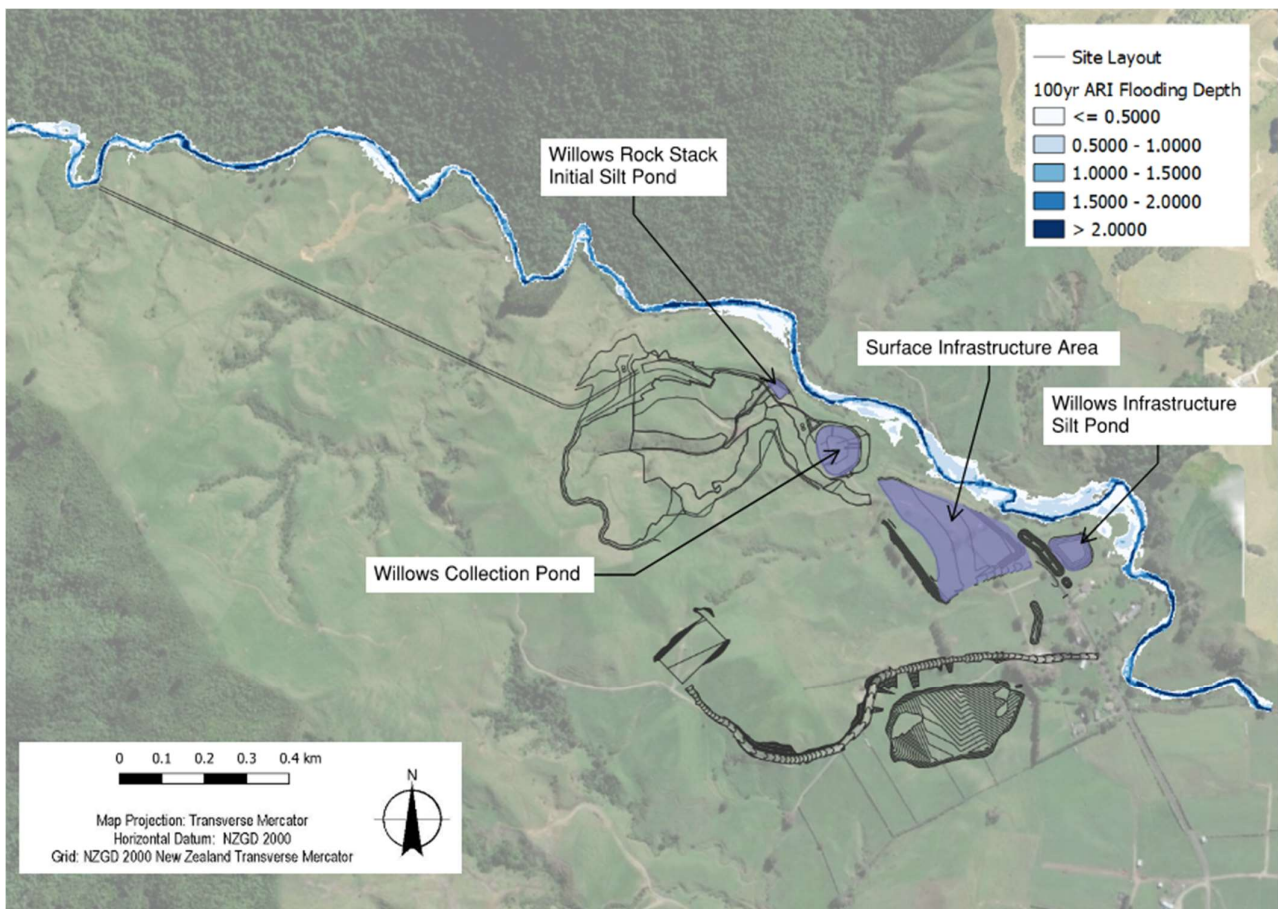 Site Layout
100yr ARI Flooding Depth
<= 0.5000
0.5000 - 1.0000
1.0000 - 1.5000
1.5000 - 2.0000
> 2.0000
Willows Rock Stack
Initial Silt Pond
Surface Infrastructure Area
Willows Infrastructure
Silt Pond
Willows Collection Pond
0 0.1 0.2 0.3 0.4 km
N
Map Projection: Transverse Mercator
Horizontal Datum: NZGD 2000
Grid: NZGD 2000 New Zealand Transverse Mercator